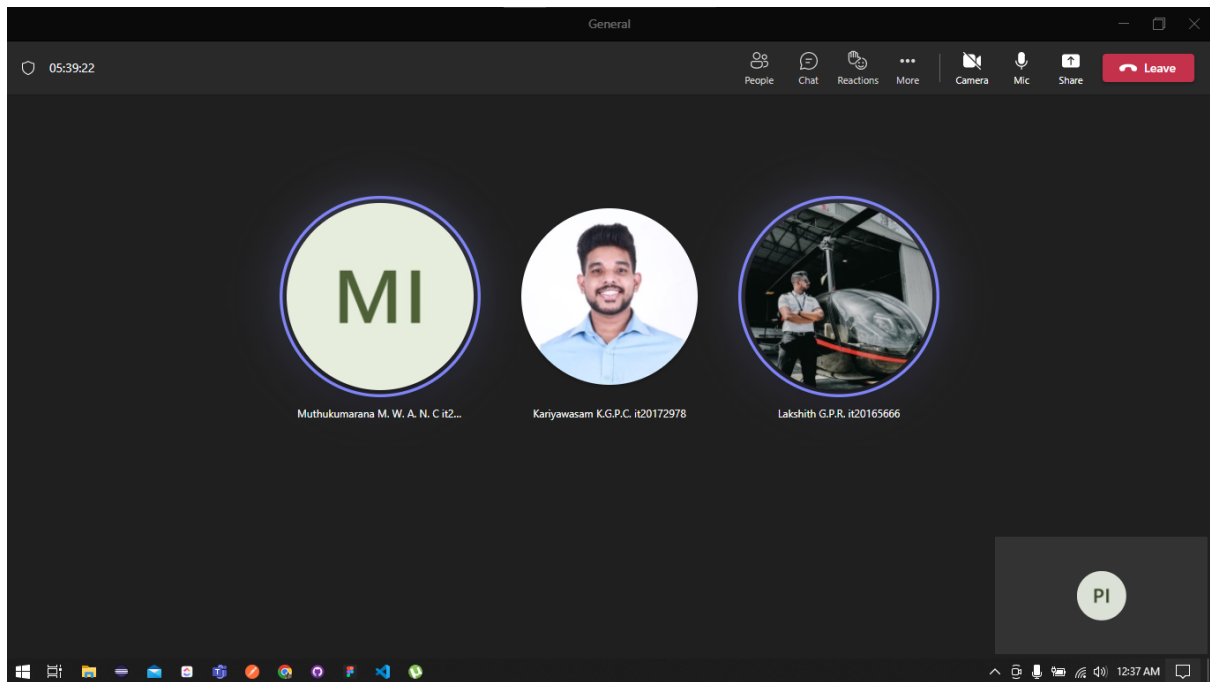 General
05:39:22
People
Chat
Reactions
More
Camera
Mic
Share
Leave
MI
Muthukumarana M. W. A. N. C it2...
Kariyawasam K.G.P.C. it20172978
Lakshith G.P.R. it20165666
PI
12:37 AM